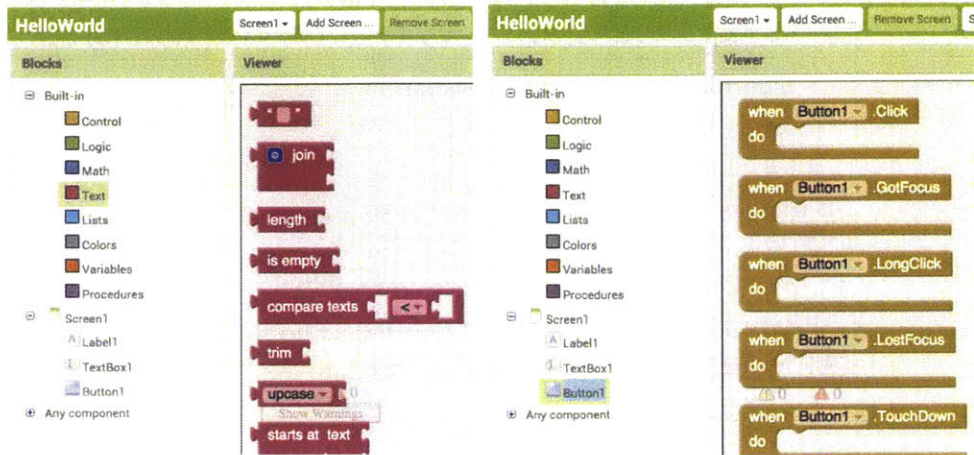 HelloWorld
Screen1 Add Screen ... Remove Screen
Blocks
Viewer
Built-in
Control
Logic
Math
Text
Lists
Colors
Variables
Procedures
Screen1
Label1
TextBox1
Button1
Any component
" "
join
length
is empty
compare texts <
trim
upcase 0
Show Warnings
starts at text
HelloWorld
Screen1 Add Screen ... Remove Screen S
Blocks
Viewer
Built-in
Control
Logic
Math
Text
Lists
Colors
Variables
Procedures
Screen1
Label1
TextBox1
Button1
Any component
when Button1 .Click
do
when Button1 .GotFocus
do
when Button1 .LongClick
do
when Button1 .LostFocus
do
0 0
when Button1 .TouchDown
do